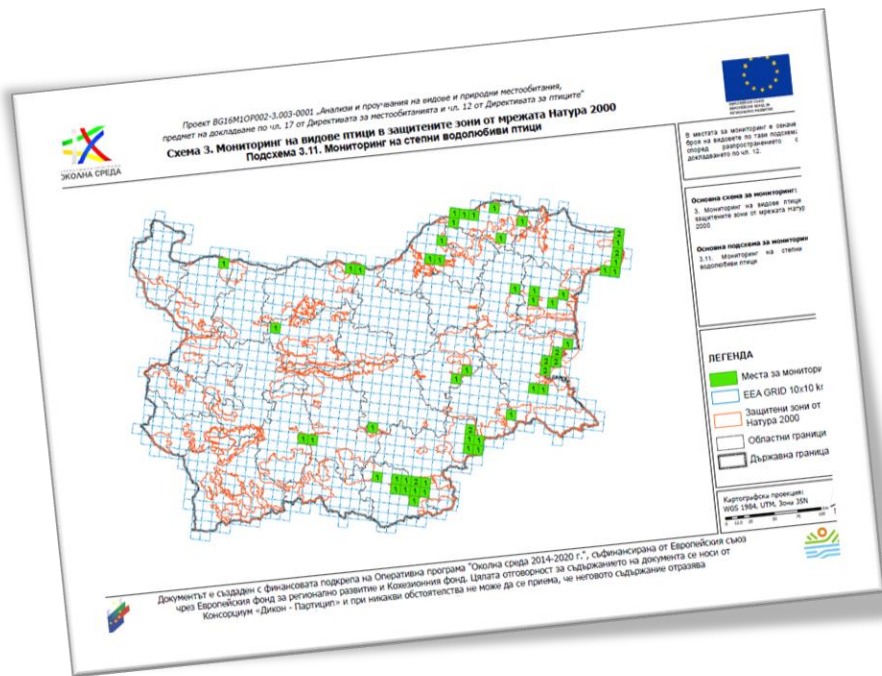 ОКОЛНА СРЕДА
Проект BG16M1OP002-3.003-0001 „Анализи и проучвания на видове и природни местообитания,
предмет на докладване по чл. 17 от Директивата за местообитанията и чл. 12 от Директивата за птиците"
Схема 3. Мониторинг на видове птици в защитените зони от мрежата Натура 2000
Подсхема 3.11. Мониторинг на степни водолюбиви птици
В местата за мониторинг е означе
броя на видовете по тази подсхема
според разпространението с
докладването по чл. 12.
Основна схема за мониторинг:
3. Мониторинг на видове птици
защитените зони от мрежата Натур
2000
Основна подсхема за монитори
3.11. Мониторинг на степни
водолюбиви птици
ЛЕГЕНДА
Места за монитори
EEA GRID 10x10 k
Защитени зони от
Натура 2000
Областни граници
Държавна граница
Картографска проекция:
WGS 1984, UTM, Зона 35N
Документът е създаден с финансовата подкрепа на Оперативна програма "Околна среда 2014-2020 г.", съфинансирана от Европейския съюз
чрез Европейския фонд за регионално развитие и Кохезионния фонд. Цялата отговорност за съдържанието на документа се носи от
Консорциум «Дикон - Партицип» и при никакви обстоятелства не може да се приема, че неговото съдържание отразява